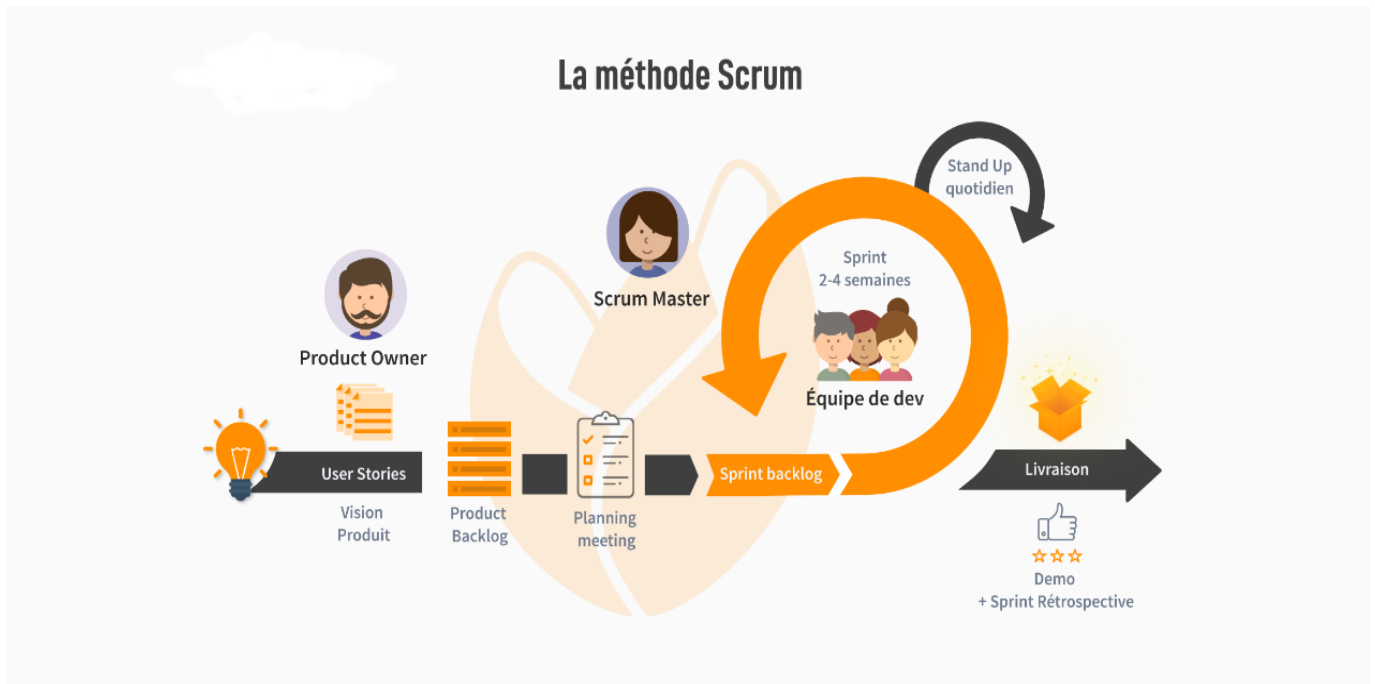 La méthode Scrum
Stand Up
quotidien
Sprint
2-4 semaines
Scrum Master
Product Owner
Équipe de dev
User Stories
Sprint backlog
Livraison
Vision
Produit
Product
Backlog
Planning
meeting
Demo
+ Sprint Rétrospective